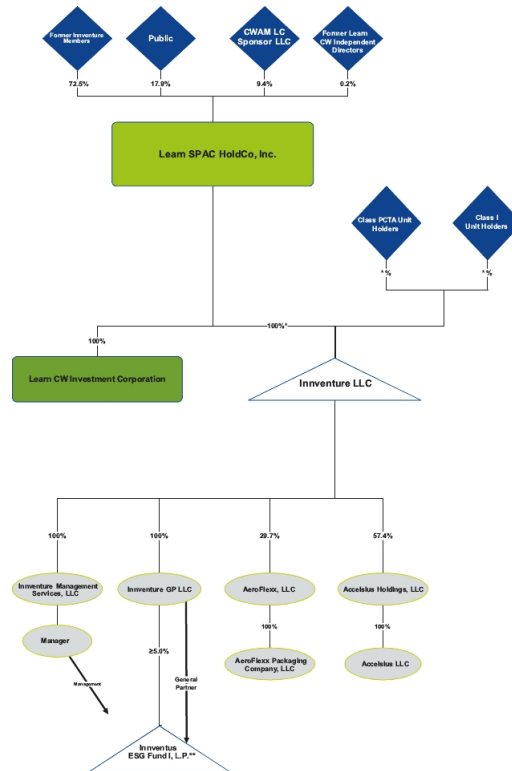 Former Innventure
Members
Public
CWAM LC
Sponsor LLC
Former Learn
CW Independent
Directors
72.5%
17.9%
9.4%
0.2%
Learn SPAC HoldCo, Inc.
Class PCTA Unit
Holders
Class I
Unit Holders
*%
*%
100%*
100%
Learn CW Investment Corporation
Innventure LLC
100%
100%
29.7%
57.4%
Innventure Management
Services, LLC
Innventure GP LLC
AeroFlexx, LLC
Accelsius Holdings, LLC
100%
100%
Manager
≥5.0%
AeroFlexx Packaging
Company, LLC
Accelsius LLC
Management
General
Partner
Innventus
ESG Fund I, L.P.**